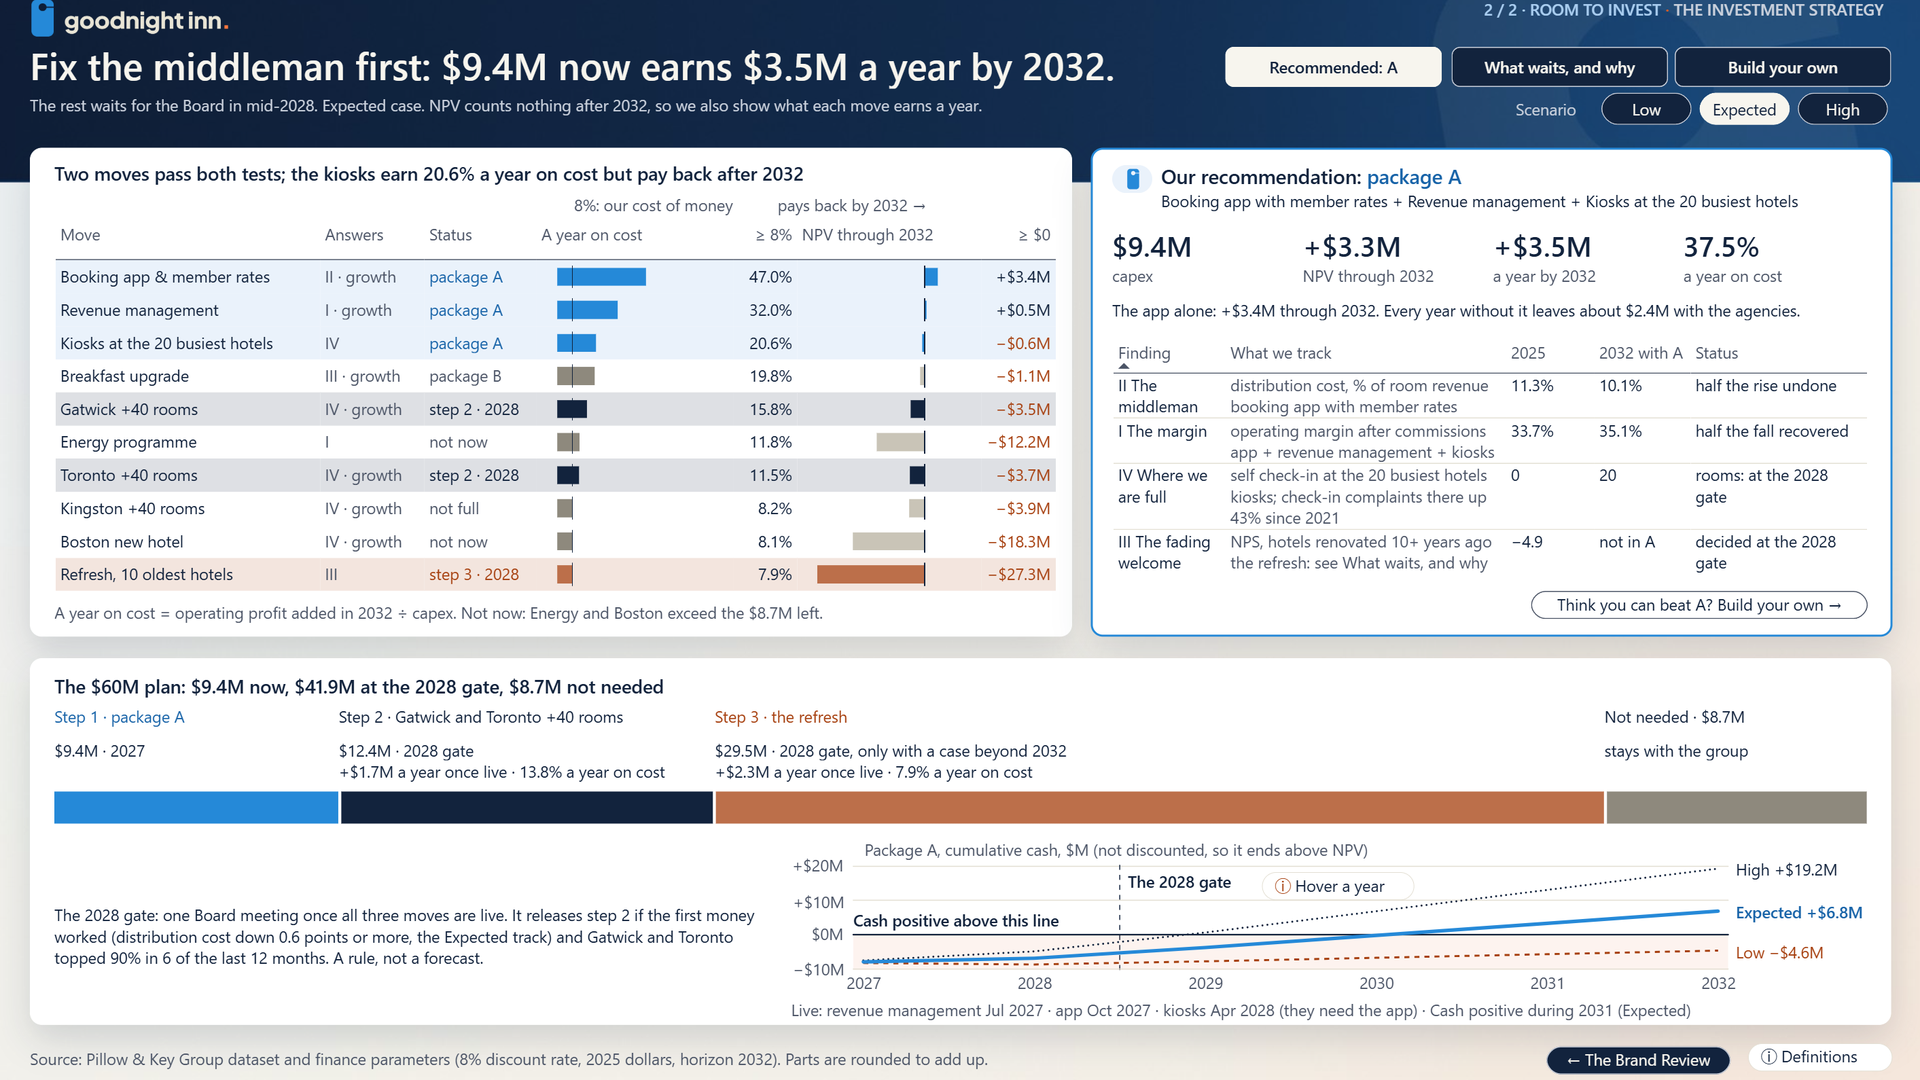 goodnight inn.
2 / 2 · ROOM TO INVEST · THE INVESTMENT STRATEGY
Fix the middleman first: $9.4M now earns $3.5M a year by 2032.
The rest waits for the Board in mid-2028. Expected case. NPV counts nothing after 2032, so we also show what each move earns a year.
Recommended: A
What waits, and why
Build your own
Scenario
Low
Expected
High
Two moves pass both tests; the kiosks earn 20.6% a year on cost but pay back after 2032
8%: our cost of money pays back by 2032 →
Move Answers Status A year on cost ≥ 8% NPV through 2032 ≥ $0
Booking app & member rates II · growth package A 47.0% +$3.4M
Revenue management I · growth package A 32.0% +$0.5M
Kiosks at the 20 busiest hotels IV package A 20.6% −$0.6M
Breakfast upgrade III · growth package B 19.8% −$1.1M
Gatwick +40 rooms IV · growth step 2 · 2028 15.8% −$3.5M
Energy programme I not now 11.8% −$12.2M
Toronto +40 rooms IV · growth step 2 · 2028 11.5% −$3.7M
Kingston +40 rooms IV · growth not full 8.2% −$3.9M
Boston new hotel IV · growth not now 8.1% −$18.3M
Refresh, 10 oldest hotels III step 3 · 2028 7.9% −$27.3M
A year on cost = operating profit added in 2032 ÷ capex. Not now: Energy and Boston exceed the $8.7M left.
Our recommendation: package A
Booking app with member rates + Revenue management + Kiosks at the 20 busiest hotels
$9.4M +$3.3M +$3.5M 37.5%
capex NPV through 2032 a year by 2032 a year on cost
The app alone: +$3.4M through 2032. Every year without it leaves about $2.4M with the agencies.
Finding What we track 2025 2032 with A Status
II The distribution cost, % of room revenue 11.3% 10.1% half the rise undone
middleman booking app with member rates
I The margin operating margin after commissions 33.7% 35.1% half the fall recovered
app + revenue management + kiosks
IV Where we self check-in at the 20 busiest hotels 0 20 rooms: at the 2028
are full kiosks; check-in complaints there up gate
43% since 2021
III The fading NPS, hotels renovated 10+ years ago −4.9 not in A decided at the 2028
welcome the refresh: see What waits, and why gate
Think you can beat A? Build your own →
The $60M plan: $9.4M now, $41.9M at the 2028 gate, $8.7M not needed
Step 1 · package A Step 2 · Gatwick and Toronto +40 rooms Step 3 · the refresh Not needed · $8.7M
$9.4M · 2027 $12.4M · 2028 gate $29.5M · 2028 gate, only with a case beyond 2032 stays with the group
+$1.7M a year once live · 13.8% a year on cost +$2.3M a year once live · 7.9% a year on cost
The 2028 gate: one Board meeting once all three moves are live. It releases step 2 if the first money
worked (distribution cost down 0.6 points or more, the Expected track) and Gatwick and Toronto
topped 90% in 6 of the last 12 months. A rule, not a forecast.
Package A, cumulative cash, $M (not discounted, so it ends above NPV)
+$20M
+$10M
$0M
−$10M
The 2028 gate
ⓘ Hover a year
Cash positive above this line
High +$19.2M
Expected +$6.8M
Low −$4.6M
2027 2028 2029 2030 2031 2032
Live: revenue management Jul 2027 · app Oct 2027 · kiosks Apr 2028 (they need the app) · Cash positive during 2031 (Expected)
Source: Pillow & Key Group dataset and finance parameters (8% discount rate, 2025 dollars, horizon 2032). Parts are rounded to add up.
← The Brand Review
ⓘ Definitions